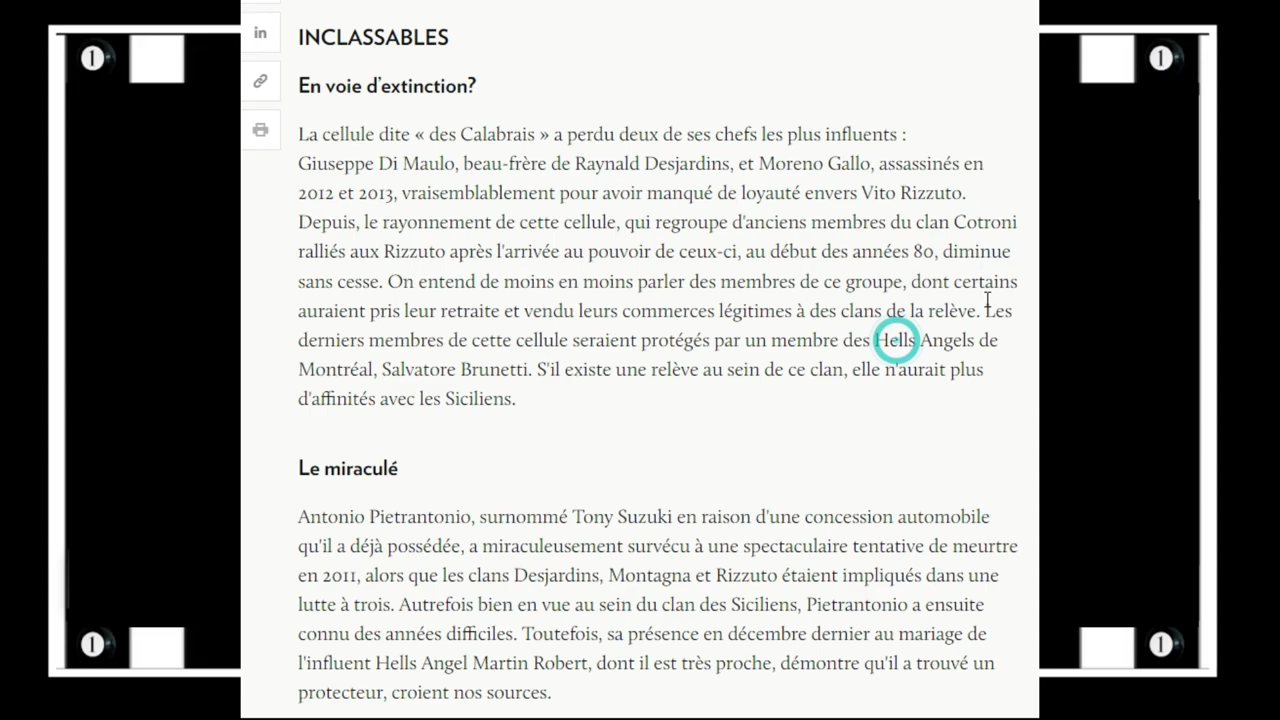 1
1
in
INCLASSABLES
En voie d'extinction?
La cellule dite « des Calabrais » a perdu deux de ses chefs les plus influents :
Giuseppe Di Maulo, beau-frère de Raynald Desjardins, et Moreno Gallo, assassinés en
2012 et 2013, vraisemblablement pour avoir manqué de loyauté envers Vito Rizzuto.
Depuis, le rayonnement de cette cellule, qui regroupe d'anciens membres du clan Cotroni
ralliés aux Rizzuto après l'arrivée au pouvoir de ceux-ci, au début des années 80, diminue
sans cesse. On entend de moins en moins parler des membres de ce groupe, dont certains
auraient pris leur retraite et vendu leurs commerces légitimes à des clans de la relève. Les
derniers membres de cette cellule seraient protégés par un membre des Hells Angels de
Montréal, Salvatore Brunetti. S'il existe une relève au sein de ce clan, elle n'aurait plus
d'affinités avec les Siciliens.
Le miraculé
Antonio Pietrantonio, surnommé Tony Suzuki en raison d'une concession automobile
qu'il a déjà possédée, a miraculeusement survécu à une spectaculaire tentative de meurtre
en 2011, alors que les clans Desjardins, Montagna et Rizzuto étaient impliqués dans une
lutte à trois. Autrefois bien en vue au sein du clan des Siciliens, Pietrantonio a ensuite
connu des années difficiles. Toutefois, sa présence en décembre dernier au mariage de
l'influent Hells Angel Martin Robert, dont il est très proche, démontre qu'il a trouvé un
protecteur, croient nos sources.
1
1